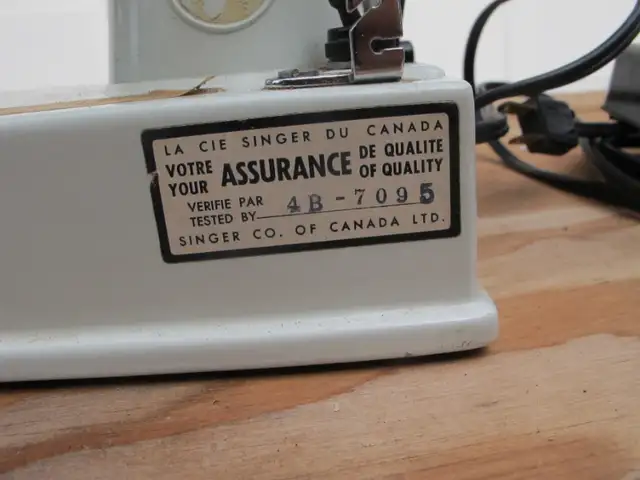 LA CIE SINGER DU CANADA
VOTRE ASSURANCE DE QUALITE
YOUR OF QUALITY
VERIFIE PAR
TESTED BY 4B-7095
SINGER CO. OF CANADA LTD.